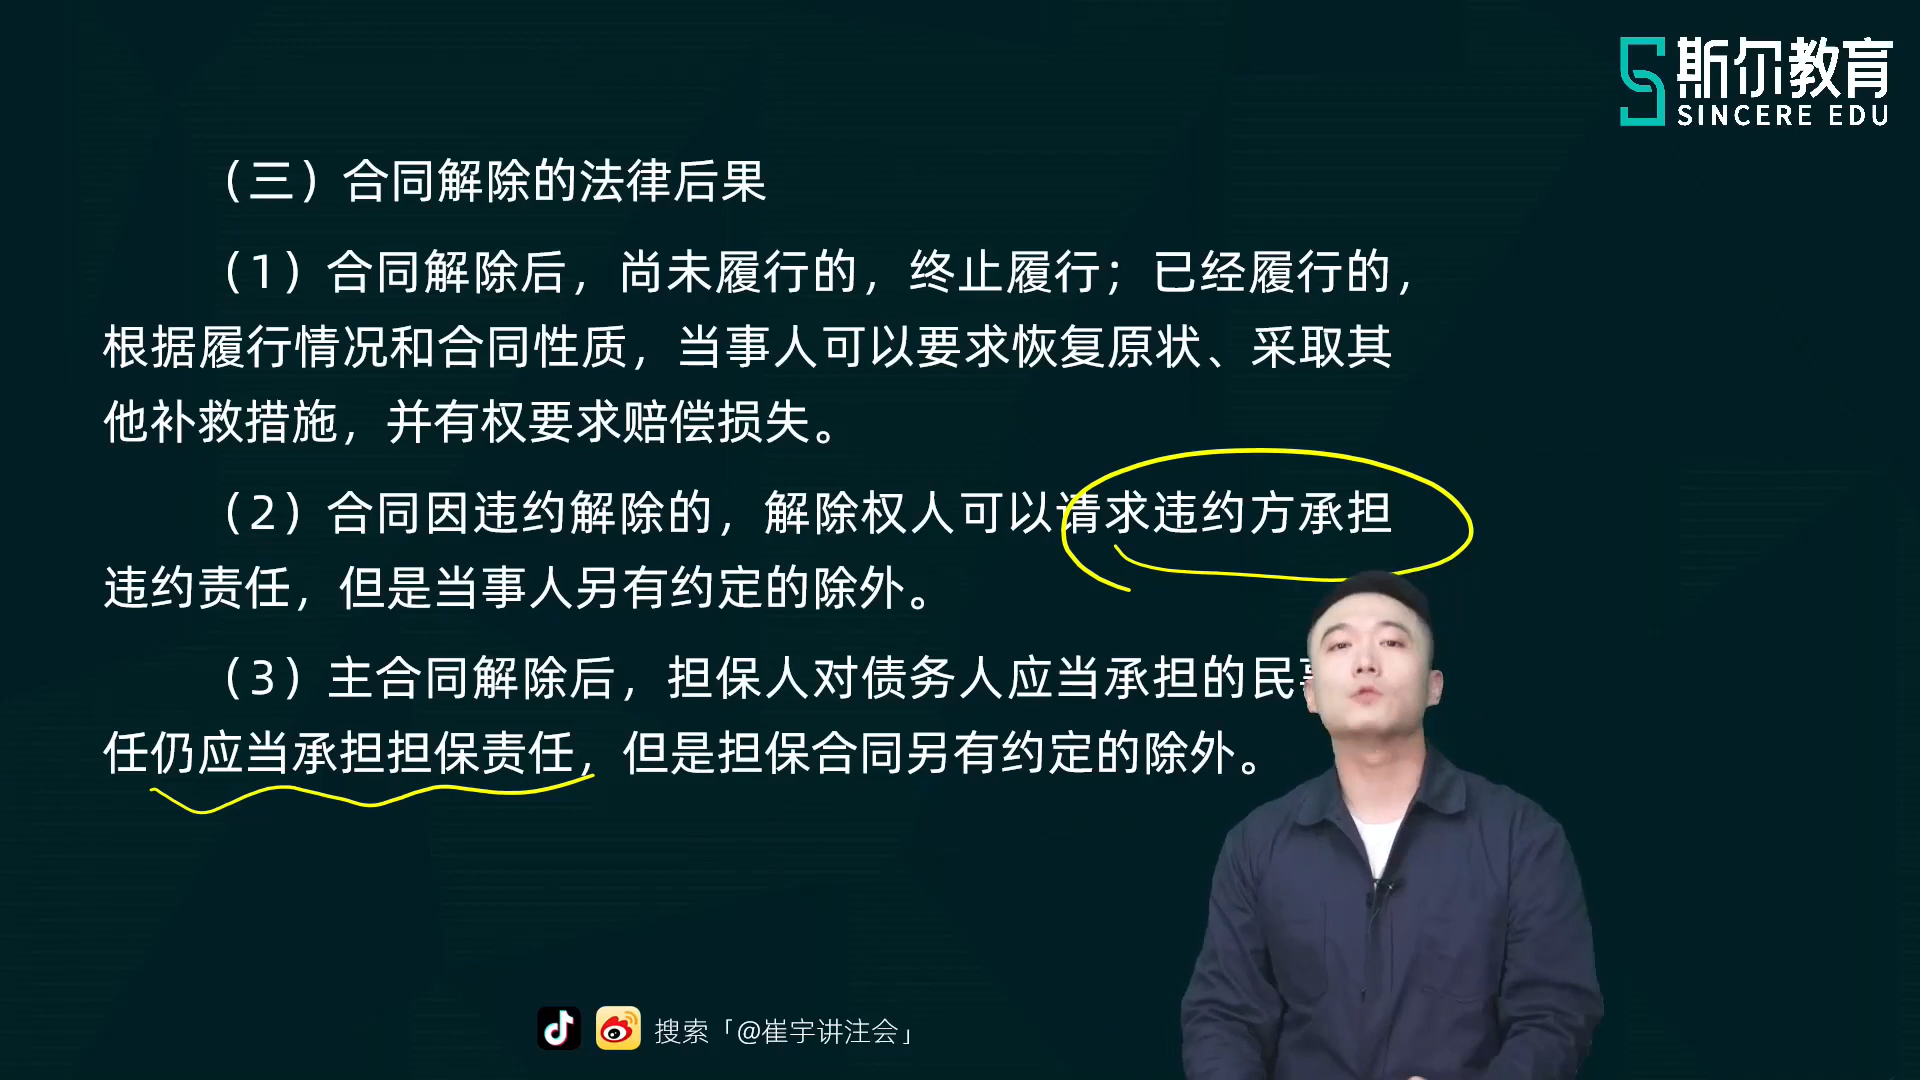 斯尔教育
SINCERE EDU
（三）合同解除的法律后果
（1）合同解除后，尚未履行的，终止履行；已经履行的，
根据履行情况和合同性质，当事人可以要求恢复原状、采取其
他补救措施，并有权要求赔偿损失。
（2）合同因违约解除的，解除权人可以请求违约方承担
违约责任，但是当事人另有约定的除外。
（3）主合同解除后，担保人对债务人应当承担的民
任仍应当承担担保责任，但是担保合同另有约定的除外。
搜索「@崔宇讲注会」